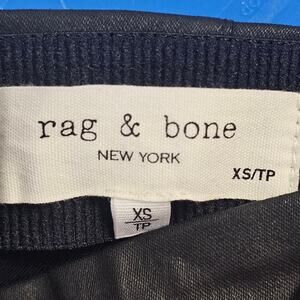 rag & bone
NEW YORK
XS/TP
XS
TP